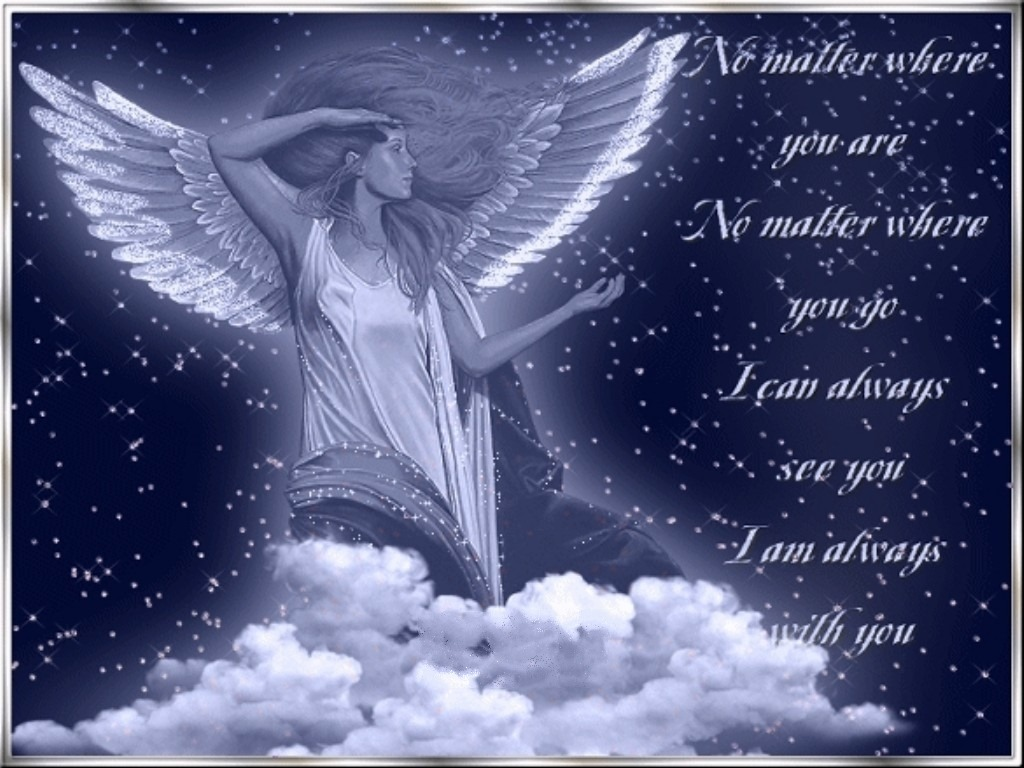 No matter where
you are
No matter where
you go
I can always
see you
I am always
with you